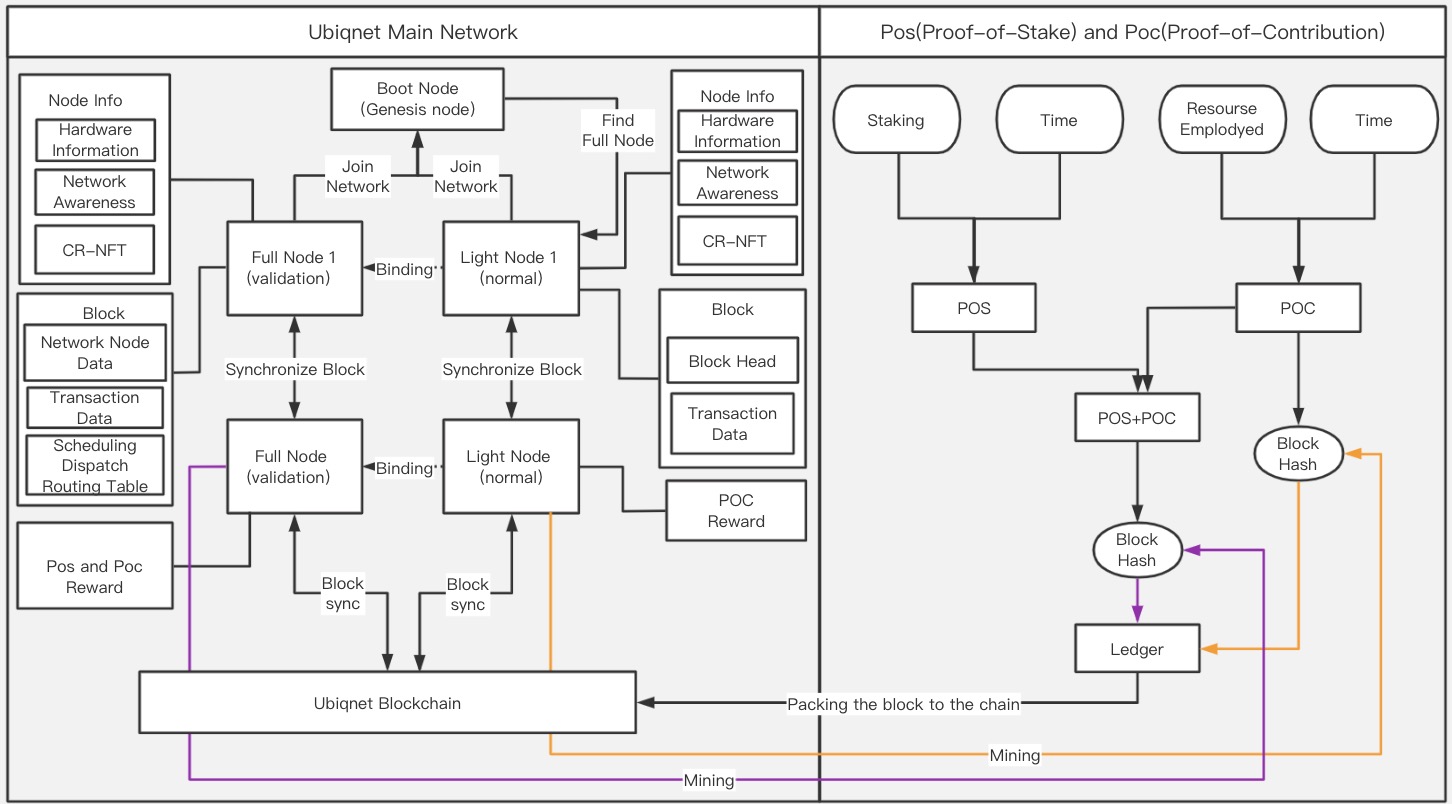 Ubiqnet Main Network
Pos(Proof-of-Stake) and Poc(Proof-of-Contribution)
Node Info
Hardware
Information
Network
Awareness
CR-NFT
Boot Node
(Genesis node)
Find
Full Node
Join
Network
Join
Network
Node Info
Hardware
Information
Network
Awareness
CR-NFT
Full Node 1
(validation)
Binding
Light Node 1
(normal)
Block
Network Node
Data
Transaction
Data
Scheduling
Dispatch
Routing Table
Synchronize Block
Synchronize Block
Block
Block Head
Transaction
Data
Full Node
(validation)
Binding
Light Node
(normal)
POC
Reward
Pos and Poc
Reward
Block
sync
Block
sync
Ubiqnet Blockchain
Staking
Time
Resourse
Emplodyed
Time
POS
POC
POS+POC
Block
Hash
Block
Hash
Ledger
Packing the block to the chain
Mining
Mining